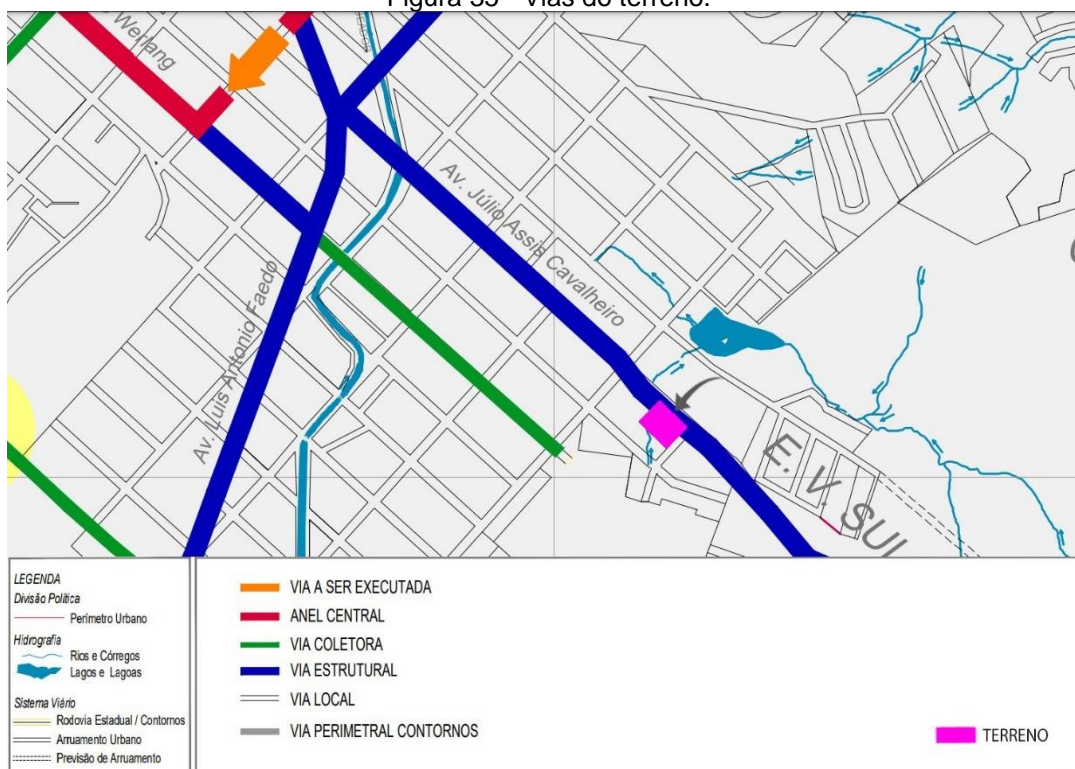 Figura 35 - Vias do terreno.
Werlang
Av. Júlio Assis Cavalheiro
Av. Luis Antonio Faedo
E. V. SUI
LEGENDA
Divisão Política
Perímetro Urbano
Hidrografia
Rios e Córregos
Lagos e Lagoas
Sistema Viário
Rodovia Estadual / Contornos
Arruamento Urbano
Previsão de Arruamento
VIA A SER EXECUTADA
ANEL CENTRAL
VIA COLETORA
VIA ESTRUTURAL
VIA LOCAL
VIA PERIMETRAL CONTORNOS
TERRENO